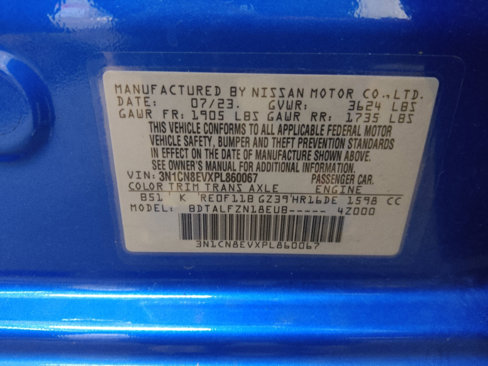 MANUFACTURED BY NISSAN MOTOR CO., LTD.
DATE: 07/23. GVWR: 3624 LBS
GAWR FR: 1905 LBS GAWR RR: 1735 LBS
THIS VEHICLE CONFORMS TO ALL APPLICABLE FEDERAL MOTOR
VEHICLE SAFETY, BUMPER AND THEFT PREVENTION STANDARDS
IN EFFECT ON THE DATE OF MANUFACTURE SHOWN ABOVE.
SEE OWNER'S MANUAL FOR ADDITIONAL INFORMATION.
VIN: 3N1CN8EVXPL860067 PASSENGER CAR.
COLOR TRIM TRANS AXLE ENGINE
B51 K RE0F11B GZ39 HR16DE 1598 CC
MODEL: BDTALFZN18EUB----- 42000
3N1CN8EVXPL860067